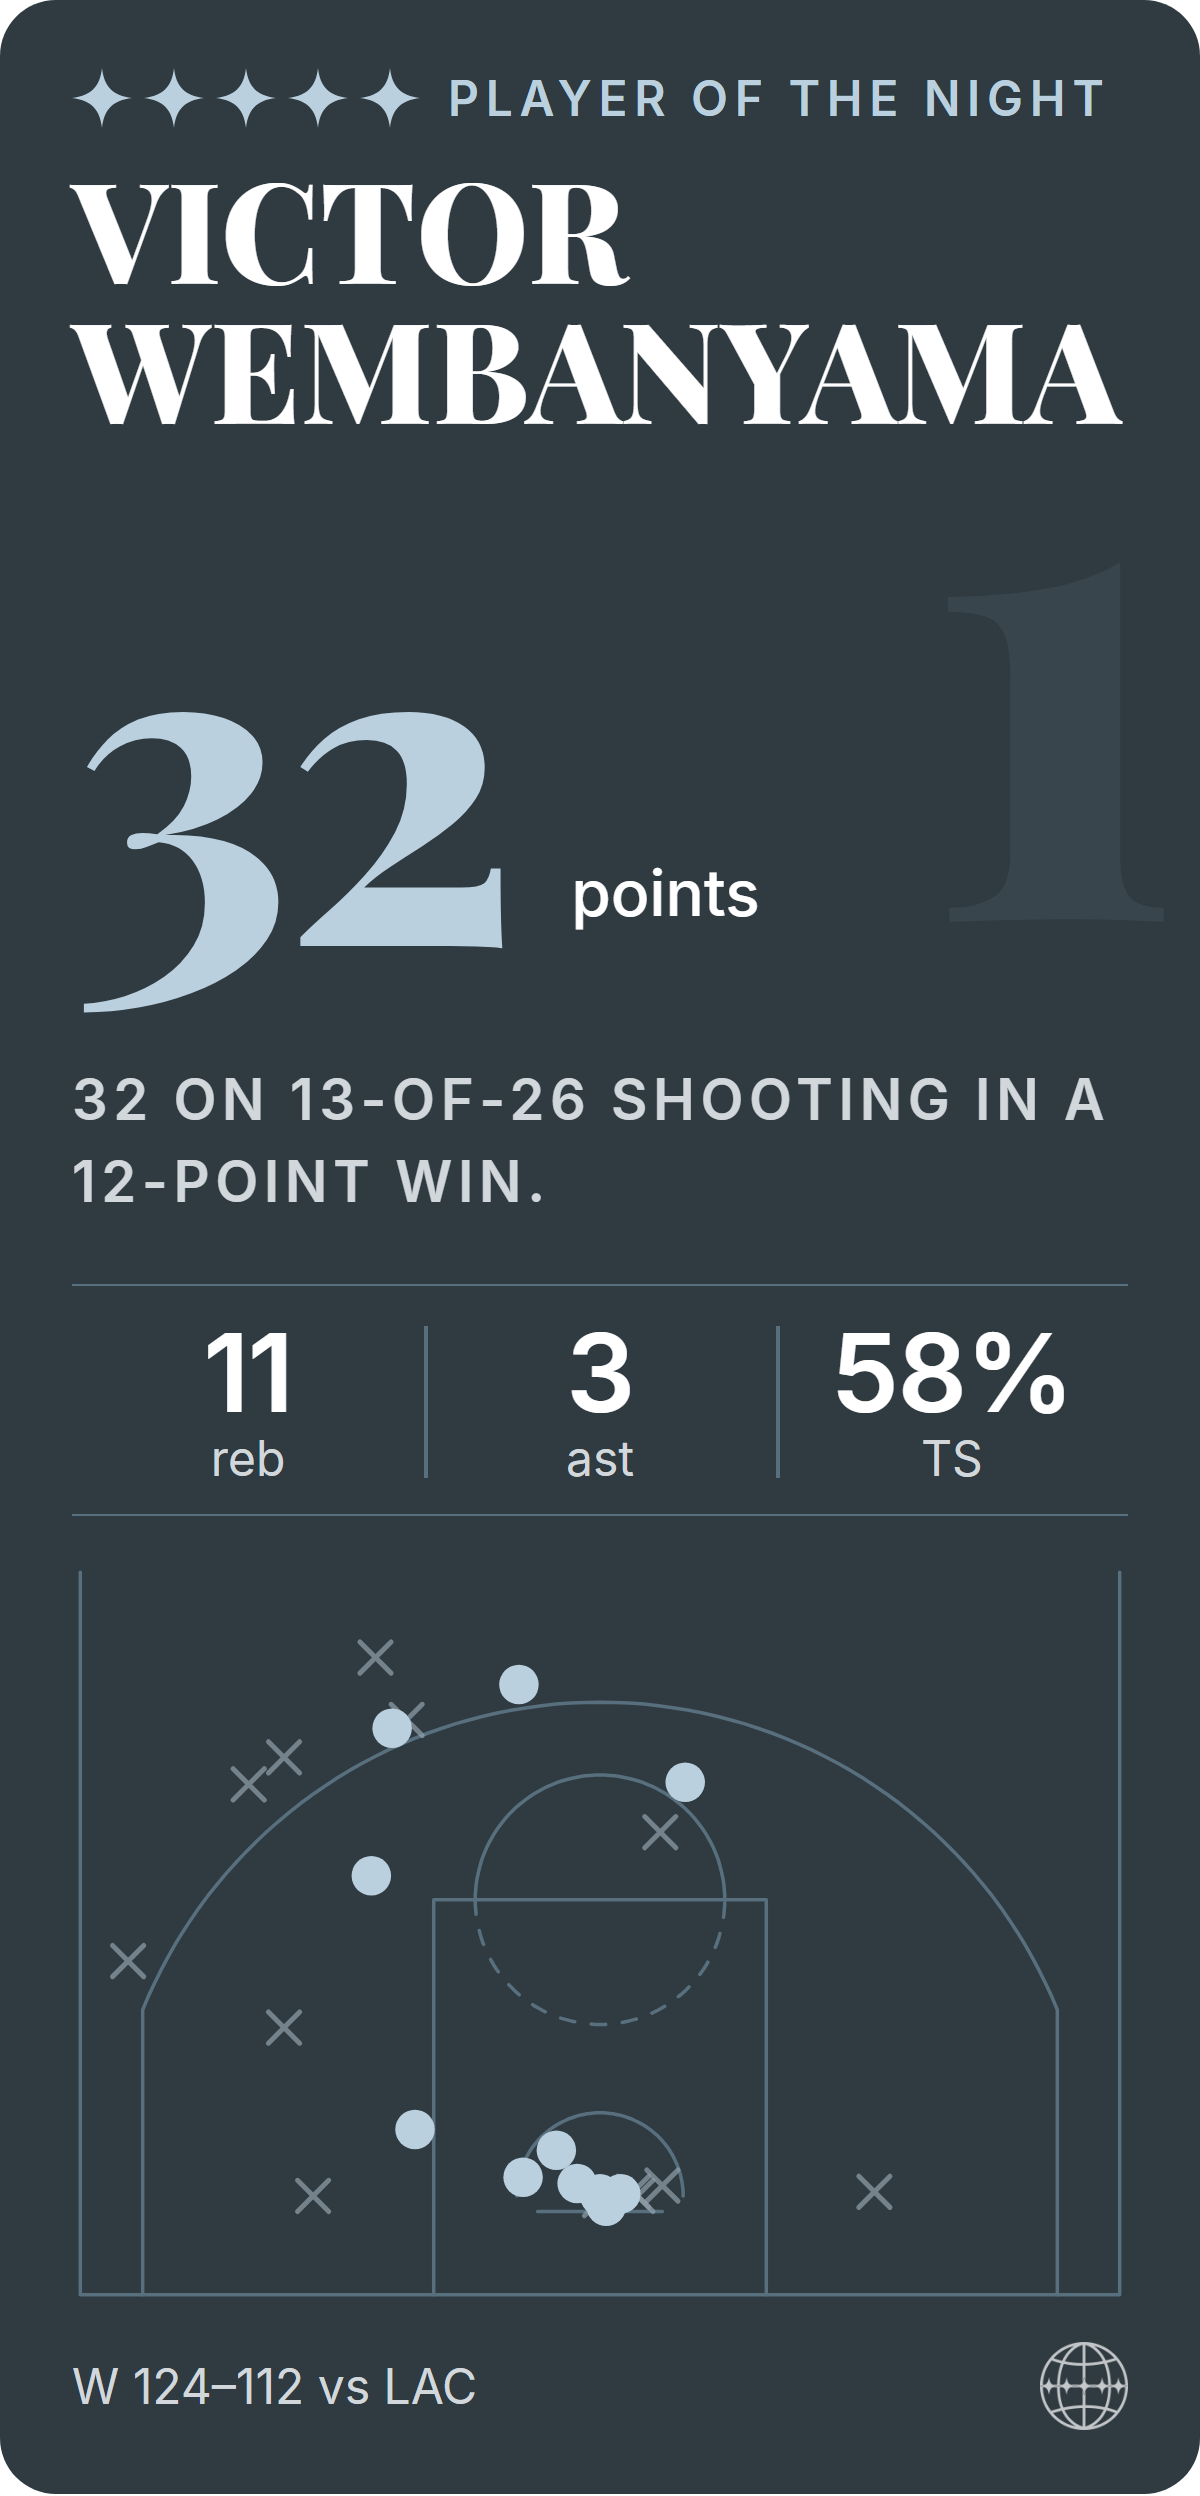 PLAYER OF THE NIGHT
VICTOR
WEMBANYAMA
1
32 points
32 ON 13-OF-26 SHOOTING IN A
12-POINT WIN.
11 3 58%
reb ast TS
W 124–112 vs LAC